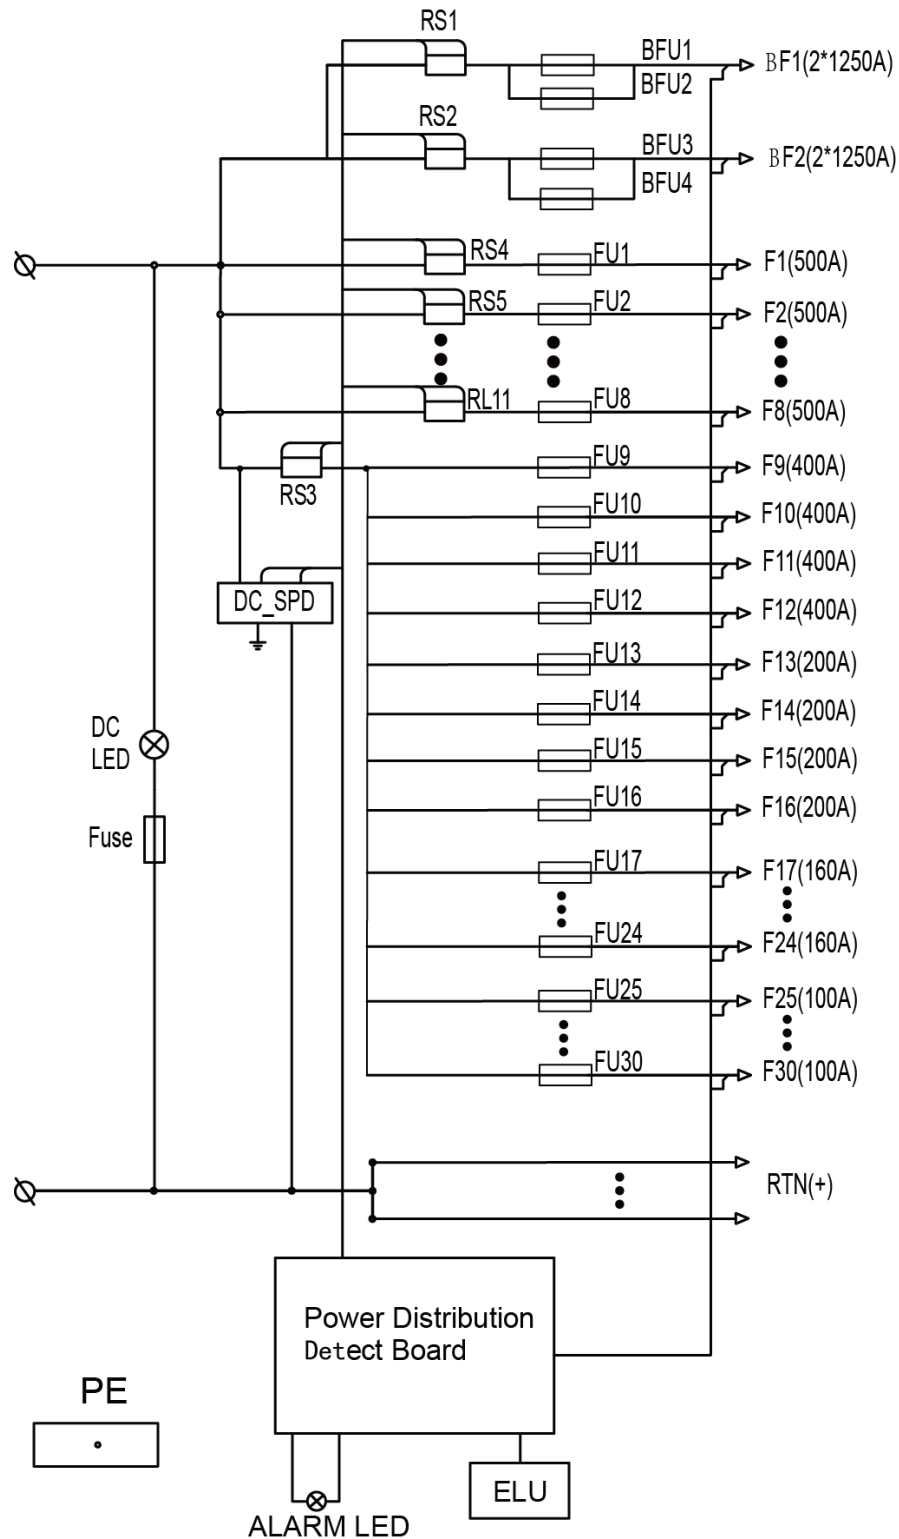 RS1
BFU1
BF1(2*1250A)
BFU2
RS2
BFU3
BF2(2*1250A)
BFU4
RS4
FU1
F1(500A)
RS5
FU2
F2(500A)
RL11
FU8
F8(500A)
FU9
F9(400A)
RS3
FU10
F10(400A)
FU11
F11(400A)
DC_SPD
FU12
F12(400A)
FU13
F13(200A)
FU14
F14(200A)
DC
LED
FU15
F15(200A)
FU16
F16(200A)
Fuse
FU17
F17(160A)
FU24
F24(160A)
FU25
F25(100A)
FU30
F30(100A)
RTN(+)
Power Distribution
Detect Board
PE
ELU
ALARM LED